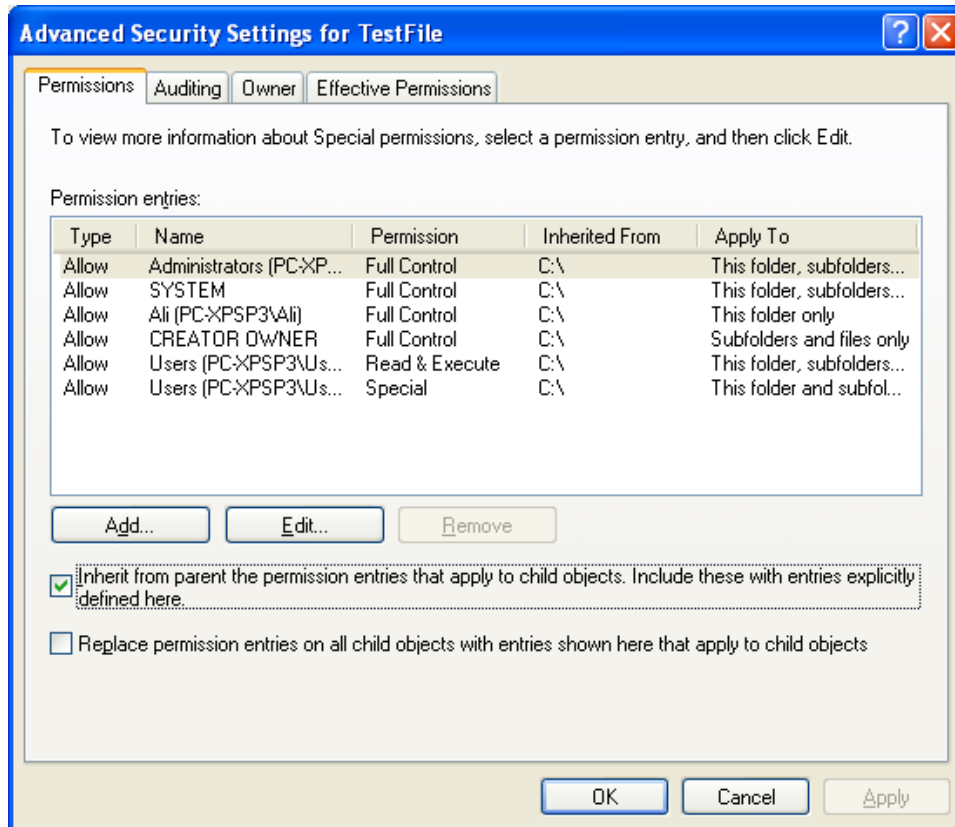 Advanced Security Settings for TestFile
Permissions Auditing Owner Effective Permissions
To view more information about Special permissions, select a permission entry, and then click Edit.
Permission entries:
Type Name Permission Inherited From Apply To
Allow Administrators (PC-XP... Full Control C:\ This folder, subfolders...
Allow SYSTEM Full Control C:\ This folder, subfolders...
Allow Ali (PC-XPSP3\Ali) Full Control C:\ This folder only
Allow CREATOR OWNER Full Control C:\ Subfolders and files only
Allow Users (PC-XPSP3\Us... Read & Execute C:\ This folder, subfolders...
Allow Users (PC-XPSP3\Us... Special C:\ This folder and subfol...
Add... Edit... Remove
Inherit from parent the permission entries that apply to child objects. Include these with entries explicitly
defined here.
Replace permission entries on all child objects with entries shown here that apply to child objects
OK Cancel Apply